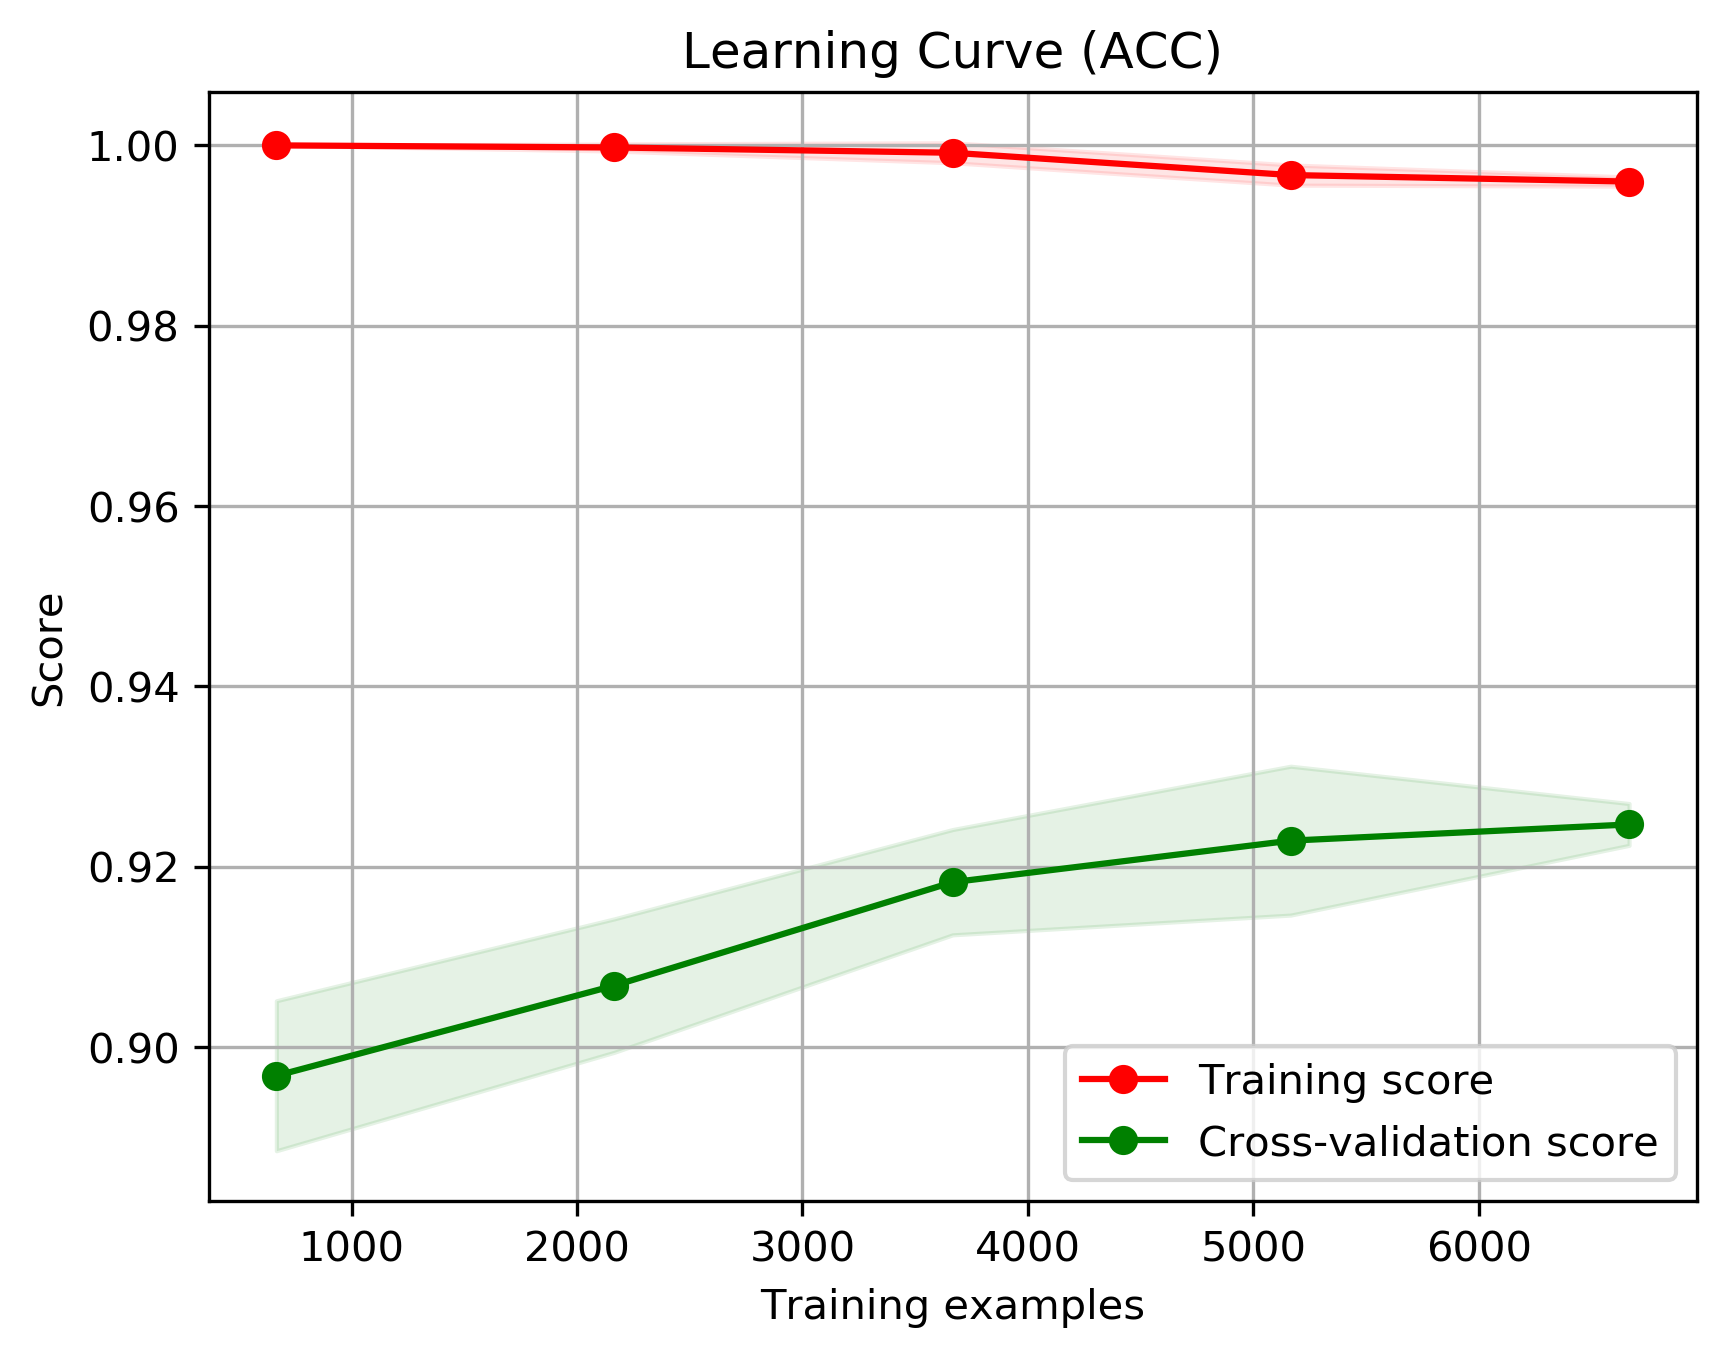 Learning Curve (ACC)
1.00
0.98
0.96
0.94
0.92
0.90
Score
1000 2000 3000 4000 5000 6000
Training examples
Training score
Cross-validation score